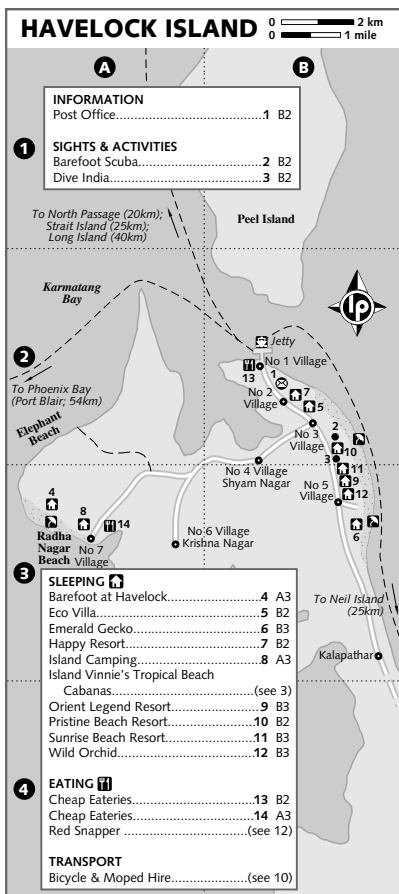 HAVELOCK ISLAND
0 2 km
0 1 mile
A
B
INFORMATION
Post Office..............................................1 B2
1
SIGHTS & ACTIVITIES
Barefoot Scuba.......................................2 B2
Dive India...............................................3 B2
To North Passage (20km);
Strait Island (25km);
Long Island (40km)
Peel Island
Karmatang
Bay
lp
Jetty
2
No 1 Village
13
1
To Phoenix Bay
(Port Blair; 54km)
No 2
Village
7
5
Elephant
Beach
No 3
Village
2
10
3
No 4 Village
Shyam Nagar
11
9
12
No 5
Village
4
8
14
6
Radha
Nagar
Beach
No 7
Village
No 6 Village
Krishna Nagar
3
SLEEPING
Barefoot at Havelock..............................4 A3
Eco Villa.................................................5 B2
Emerald Gecko.......................................6 B3
Happy Resort..........................................7 B2
Island Camping......................................8 A3
Island Vinnie's Tropical Beach
Cabanas.............................(see 3)
Orient Legend Resort.............................9 B3
Pristine Beach Resort............................10 B2
Sunrise Beach Resort............................11 B3
Wild Orchid..........................................12 B3
To Neil Island
(25km)
Kalapathar
4
EATING
Cheap Eateries.....................................13 B2
Cheap Eateries.....................................14 A3
Red Snapper ..........................(see 12)
TRANSPORT
Bicycle & Moped Hire...............(see 10)